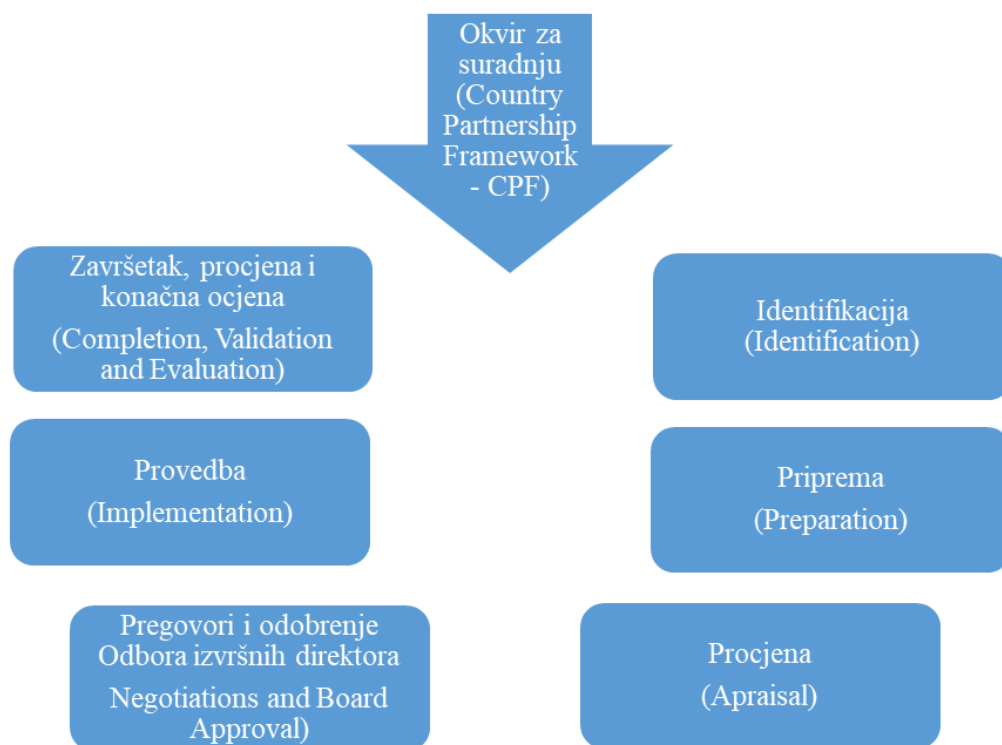 Okvir za
suradnju
(Country
Partnership
Framework
- CPF)
Završetak, procjena i
konačna ocjena
(Completion, Validation
and Evaluation)
Identifikacija
(Identification)
Provedba
(Implementation)
Priprema
(Preparation)
Pregovori i odobrenje
Odbora izvršnih direktora
Negotiations and Board
Approval)
Procjena
(Apraisal)